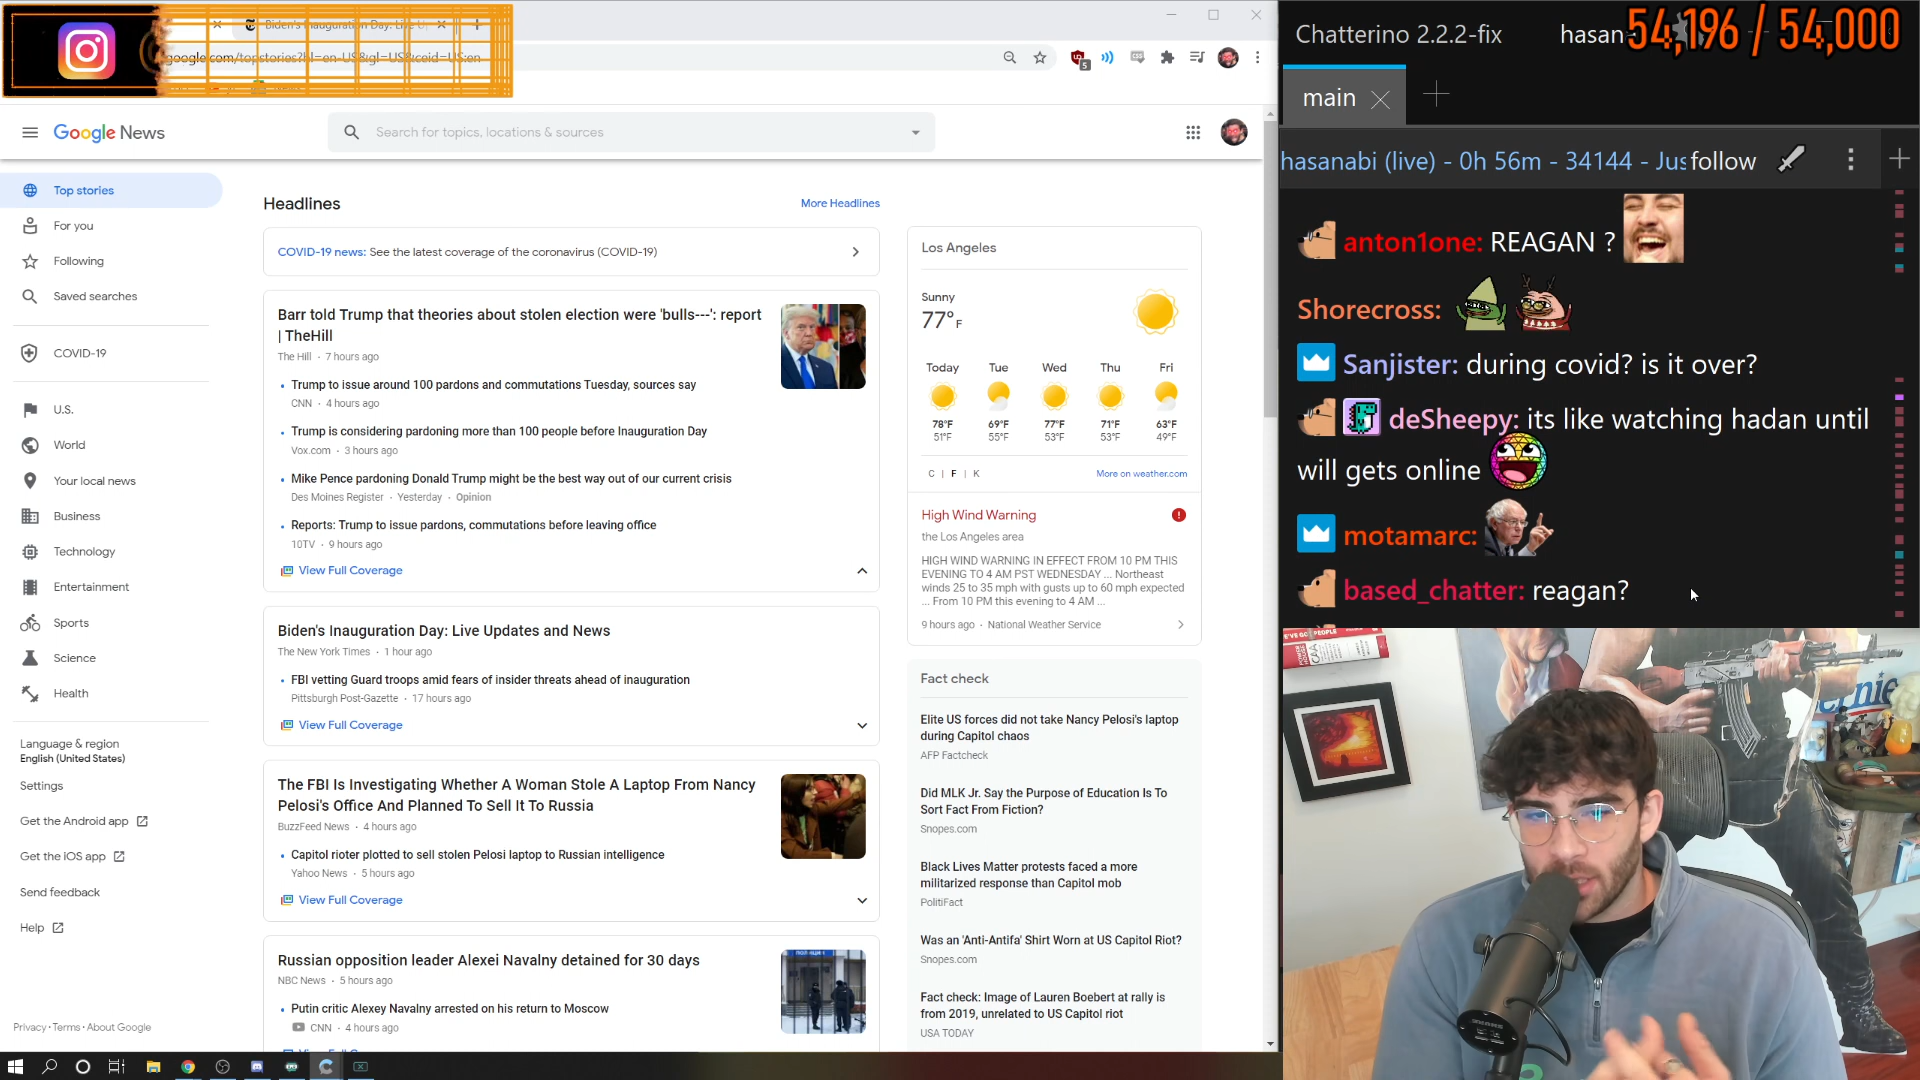 Biden's Inauguration Day: Live U
google.com/topstories?hl=en-US&gl=US&ceid=US:en
5
Google News
Search for topics, locations & sources
Top stories
For you
Following
Saved searches
COVID-19
U.S.
World
Your local news
Business
Technology
Entertainment
Sports
Science
Health
Language & region
English (United States)
Settings
Get the Android app
Get the iOS app
Send feedback
Help
Privacy · Terms · About Google
Headlines
More Headlines
COVID-19 news: See the latest coverage of the coronavirus (COVID-19)
Barr told Trump that theories about stolen election were 'bulls---': report
| TheHill
The Hill · 7 hours ago
Trump to issue around 100 pardons and commutations Tuesday, sources say
CNN · 4 hours ago
Trump is considering pardoning more than 100 people before Inauguration Day
Vox.com · 3 hours ago
Mike Pence pardoning Donald Trump might be the best way out of our current crisis
Des Moines Register · Yesterday · Opinion
Reports: Trump to issue pardons, commutations before leaving office
10TV · 9 hours ago
View Full Coverage
Biden's Inauguration Day: Live Updates and News
The New York Times · 1 hour ago
FBI vetting Guard troops amid fears of insider threats ahead of inauguration
Pittsburgh Post-Gazette · 17 hours ago
View Full Coverage
The FBI Is Investigating Whether A Woman Stole A Laptop From Nancy
Pelosi's Office And Planned To Sell It To Russia
BuzzFeed News · 4 hours ago
Capitol rioter plotted to sell stolen Pelosi laptop to Russian intelligence
Yahoo News · 5 hours ago
View Full Coverage
Russian opposition leader Alexei Navalny detained for 30 days
NBC News · 5 hours ago
Putin critic Alexey Navalny arrested on his return to Moscow
CNN · 4 hours ago
Los Angeles
Sunny
77° F
Today Tue Wed Thu Fri
78°F 69°F 77°F 71°F 63°F
51°F 55°F 53°F 53°F 49°F
C | F | K
More on weather.com
High Wind Warning
the Los Angeles area
HIGH WIND WARNING IN EFFECT FROM 10 PM THIS
EVENING TO 4 AM PST WEDNESDAY ... Northeast
winds 25 to 35 mph with gusts up to 60 mph expected
... From 10 PM this evening to 4 AM ...
9 hours ago · National Weather Service
Fact check
Elite US forces did not take Nancy Pelosi's laptop
during Capitol chaos
AFP Factcheck
Did MLK Jr. Say the Purpose of Education Is To
Sort Fact From Fiction?
Snopes.com
Black Lives Matter protests faced a more
militarized response than Capitol mob
PolitiFact
Was an 'Anti-Antifa' Shirt Worn at US Capitol Riot?
Snopes.com
Fact check: Image of Lauren Boebert at rally is
from 2019, unrelated to US Capitol riot
USA TODAY
Chatterino 2.2.2-fix
hasan
54,196 / 54,000
main
hasanabi (live) - 0h 56m - 34144 - Jus
follow
anton1one: REAGAN ?
Shorecross:
Sanjister: during covid? is it over?
deSheepy: its like watching hadan until
will gets online
motamarc:
based_chatter: reagan?